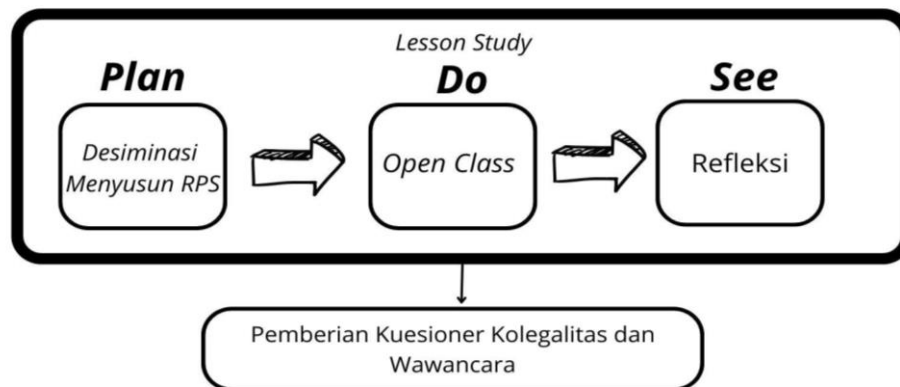 Lesson Study
Plan
Do
See
Desiminasi
Menyusun RPS
Open Class
Refleksi
Pemberian Kuesioner Kolegalitas dan
Wawancara